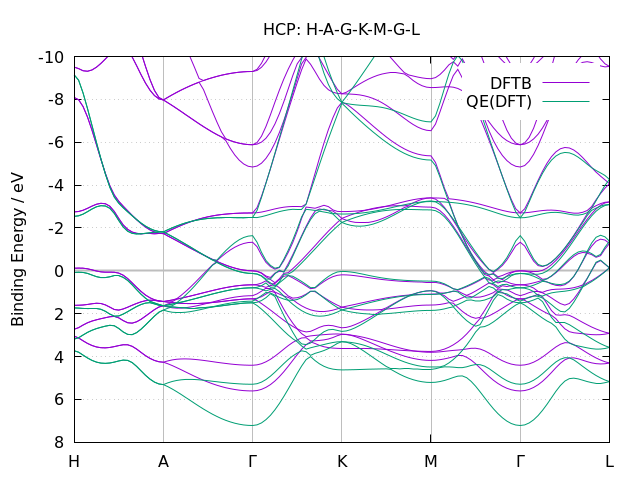 HCP: H-A-G-K-M-G-L
Binding Energy / eV
-10
-8
-6
-4
-2
0
2
4
6
8
DFTB
QE(DFT)
H A Γ K M Γ L